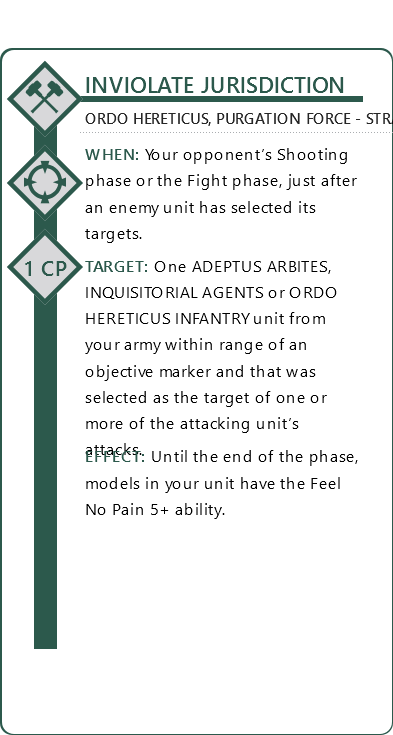 INVIOLATE JURISDICTION
ORDO HERETICUS, PURGATION FORCE - STRA
WHEN: Your opponent's Shooting
phase or the Fight phase, just after
an enemy unit has selected its
targets.
1 CP
TARGET: One ADEPTUS ARBITES,
INQUISITORIAL AGENTS or ORDO
HERETICUS INFANTRY unit from
your army within range of an
objective marker and that was
selected as the target of one or
more of the attacking unit's
attacks.
EFFECT: Until the end of the phase,
models in your unit have the Feel
No Pain 5+ ability.